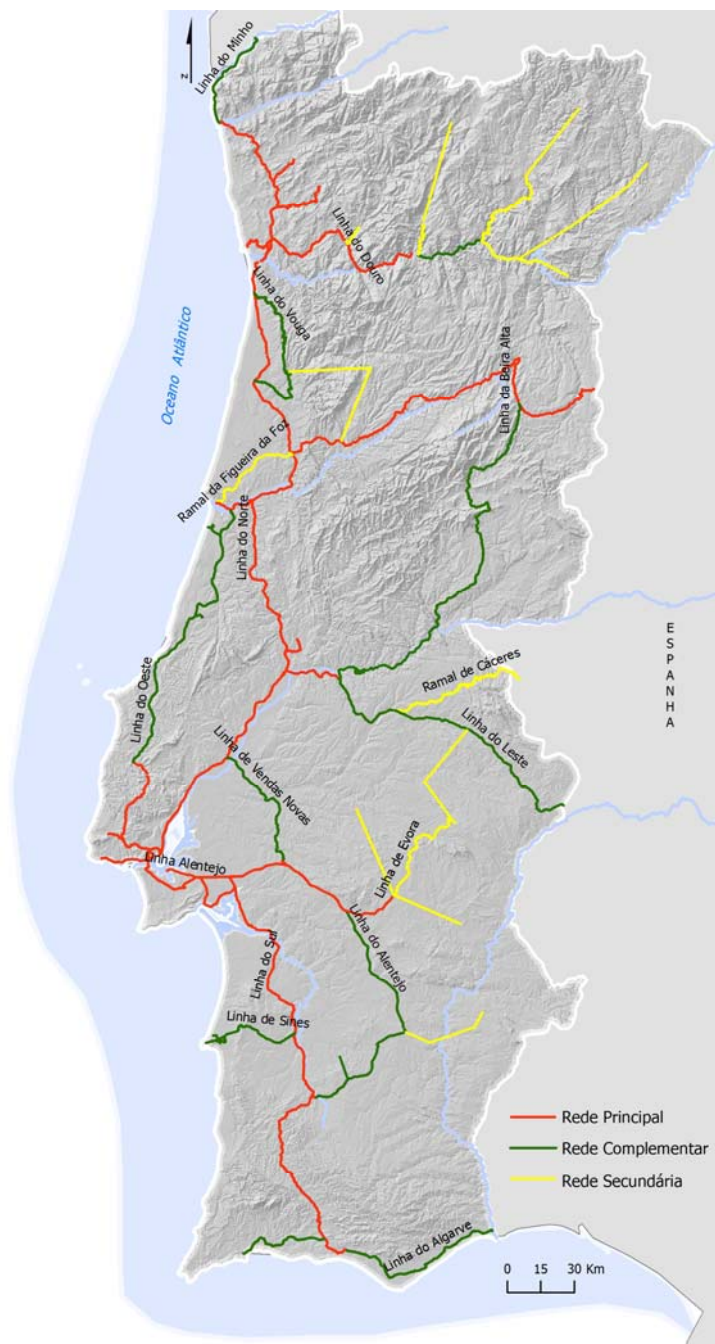 Linha do Minho
z
Linha do Douro
Linha do Vouga
Oceano Atlântico
Linha da Beira Alta
Ramal da Figueira da Foz
Linha do Norte
E
S
P
A
N
H
A
Ramal de Cáceres
Linha do Oeste
Linha do Leste
Linha de Vendas Novas
Linha Alentejo
Linha de Evora
Linha do Alentejo
Linha do Sul
Linha de Sines
Rede Principal
Rede Complementar
Rede Secundária
Linha do Algarve
0 15 30 Km